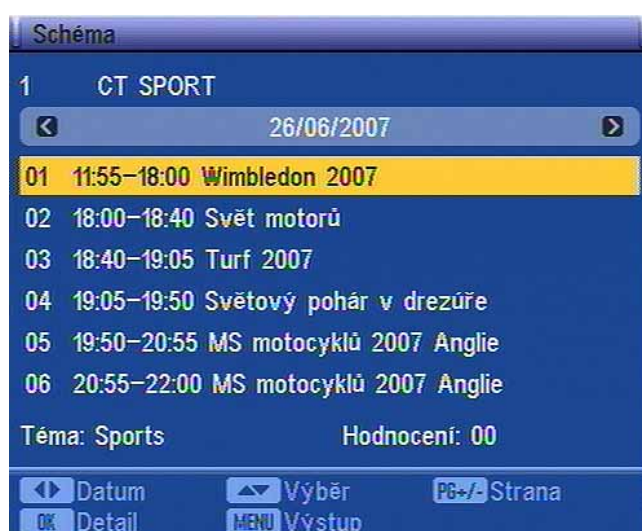 Schéma
1 CT SPORT
26/06/2007
01 11:55-18:00 Wimbledon 2007
02 18:00-18:40 Svět motorů
03 18:40-19:05 Turf 2007
04 19:05-19:50 Světový pohár v drezúře
05 19:50-20:55 MS motocyklů 2007 Anglie
06 20:55-22:00 MS motocyklů 2007 Anglie
Téma: Sports Hodnocení: 00
Datum Výběr PG+/- Strana
OK Detail MENU Výstup